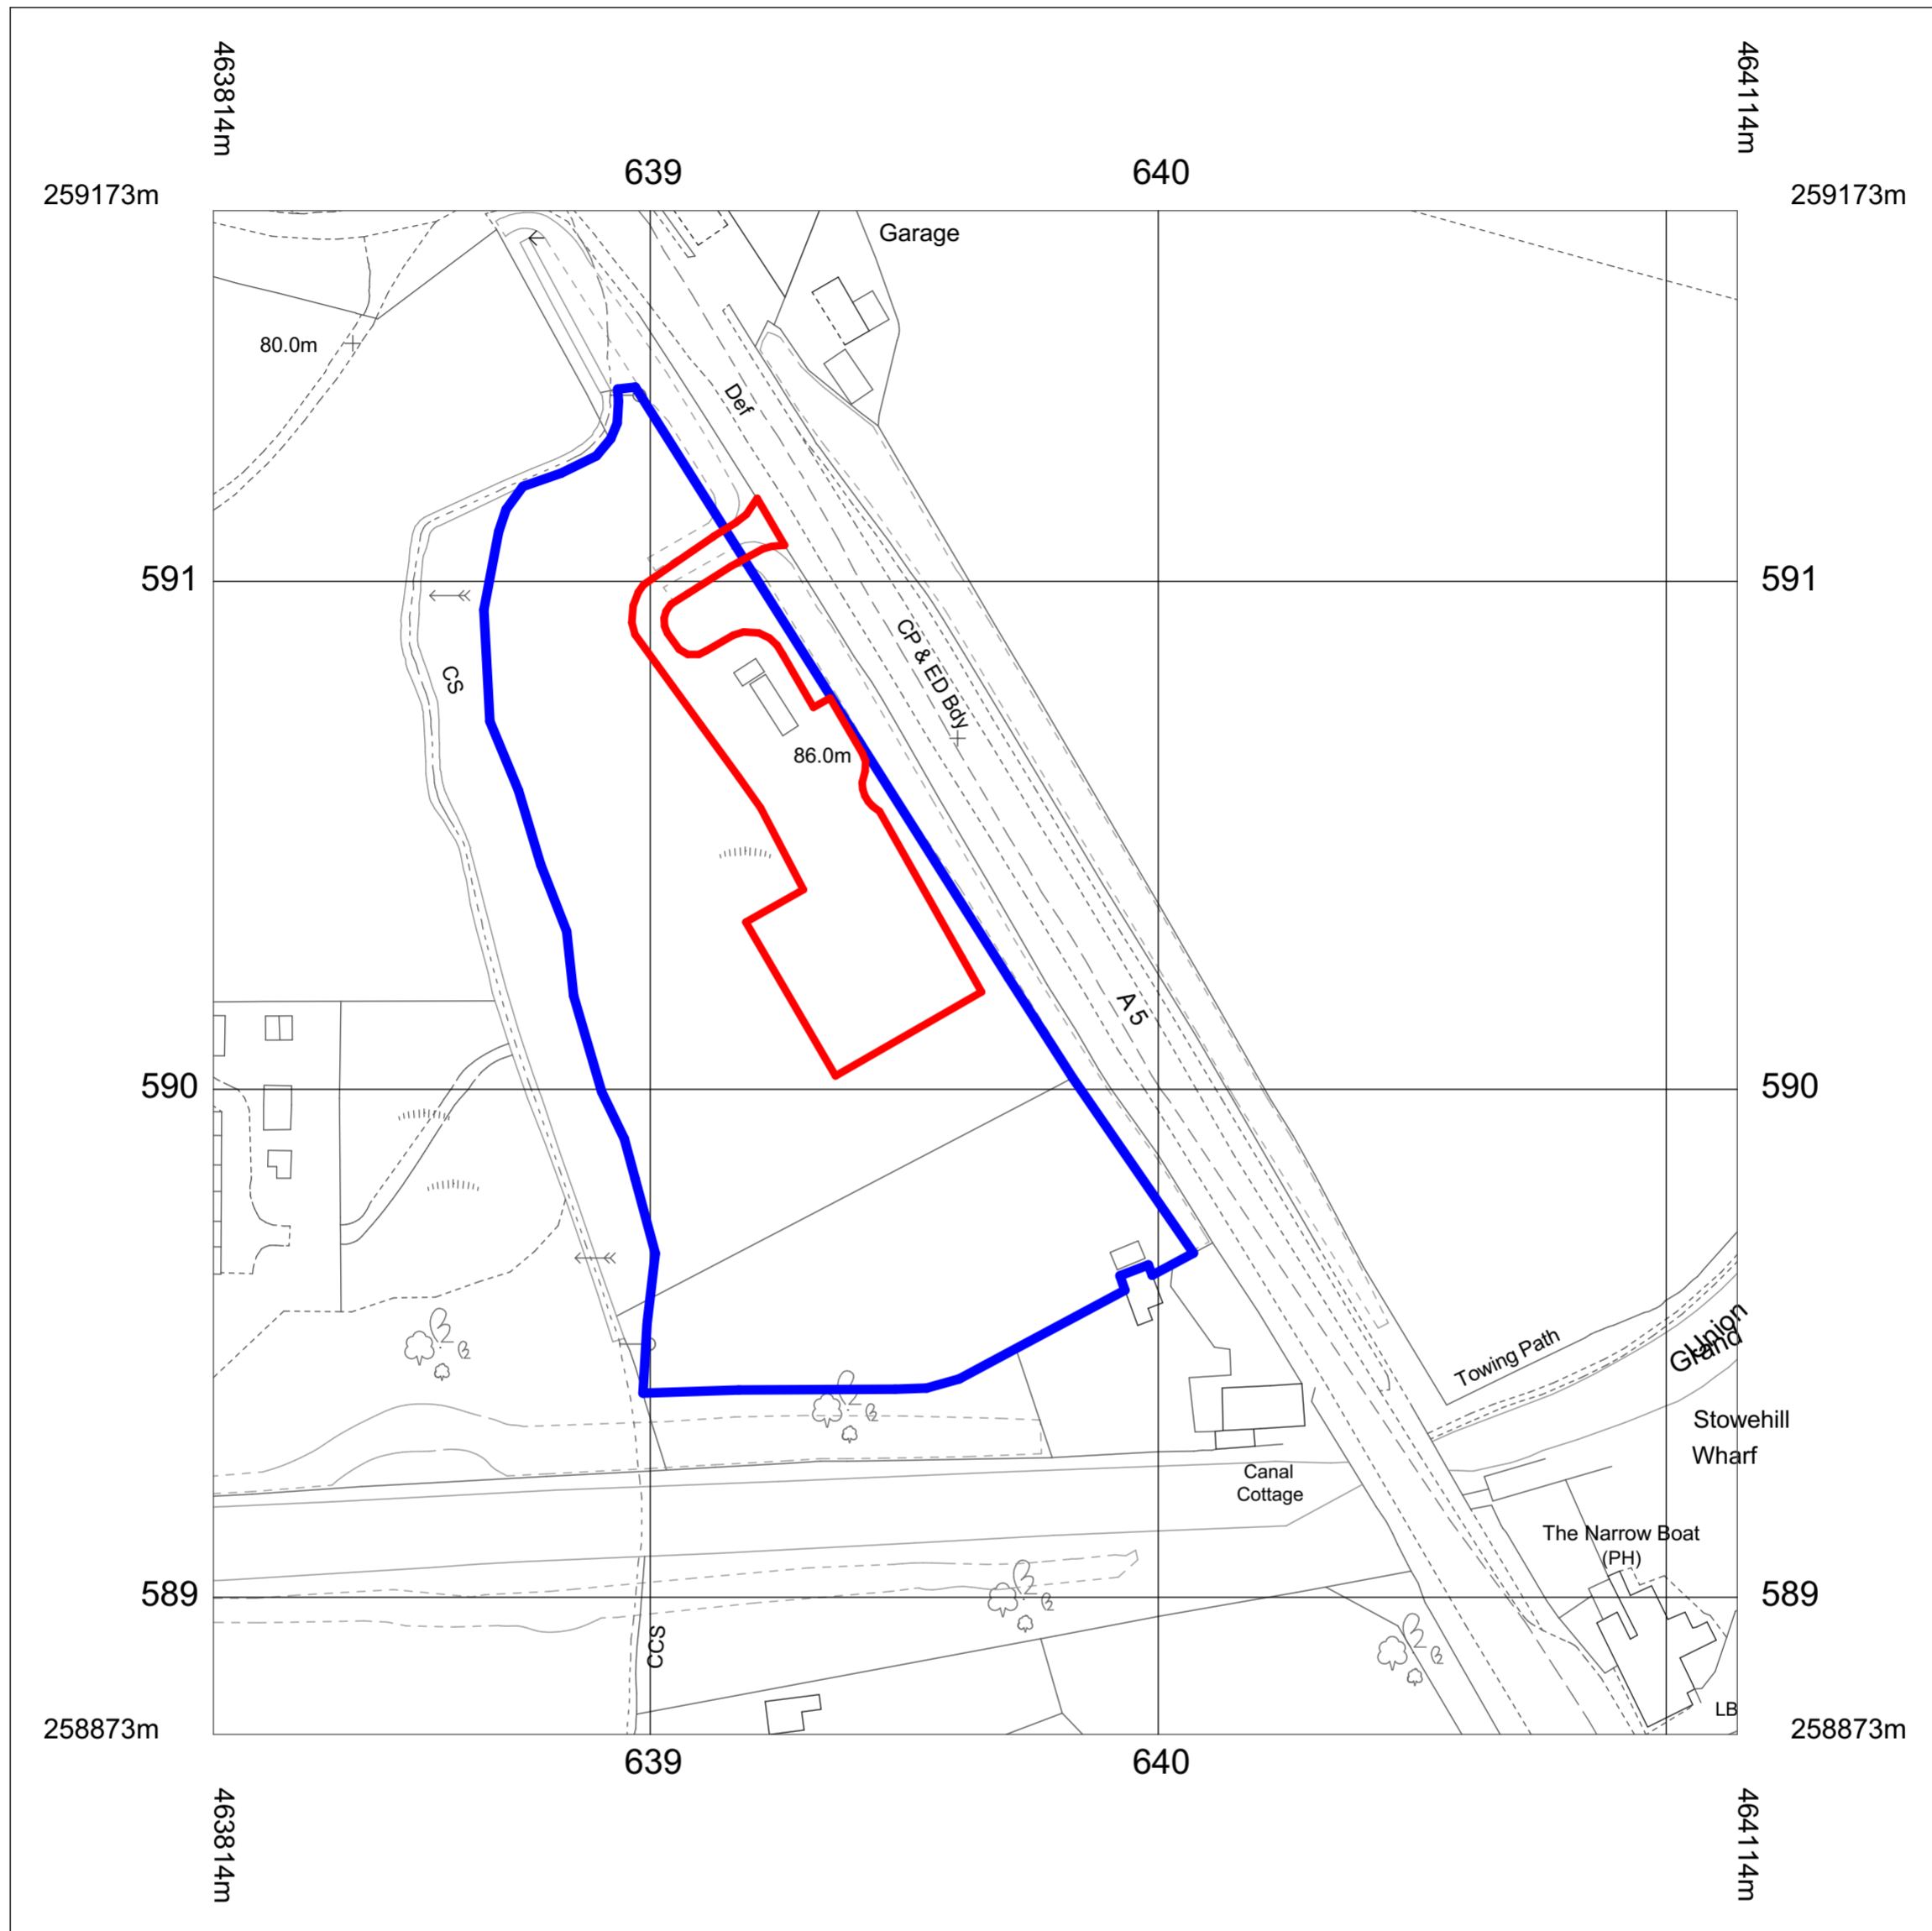 463814m
464114m
639
640
259173m
259173m
Garage
80.0m
Def
591
591
CP & ED Bdy
CS
86.0m
A 5
590
590
Union
Grand
Towing Path
Stowehill
Wharf
Canal
Cottage
The Narrow Boat
(PH)
589
589
CCS
LB
258873m
258873m
639
640
463814m
464114m